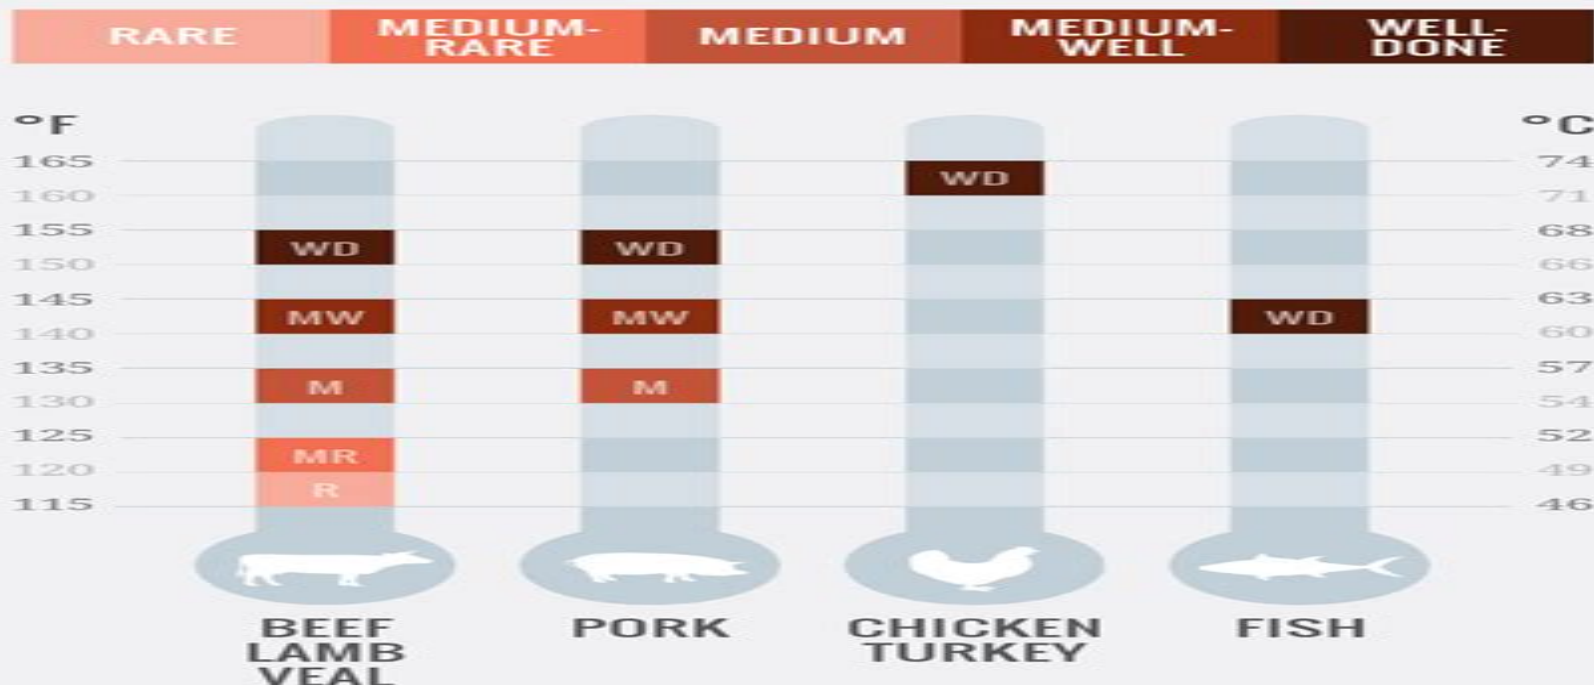 RARE
MEDIUM-
RARE
MEDIUM
MEDIUM-
WELL
WELL-
DONE
°F
°C
165
74
WD
160
71
155
68
WD
WD
150
66
145
63
MW
MW
WD
140
60
135
57
M
M
130
54
125
52
MR
120
49
R
115
46
BEEF
LAMB
VEAL
PORK
CHICKEN
TURKEY
FISH